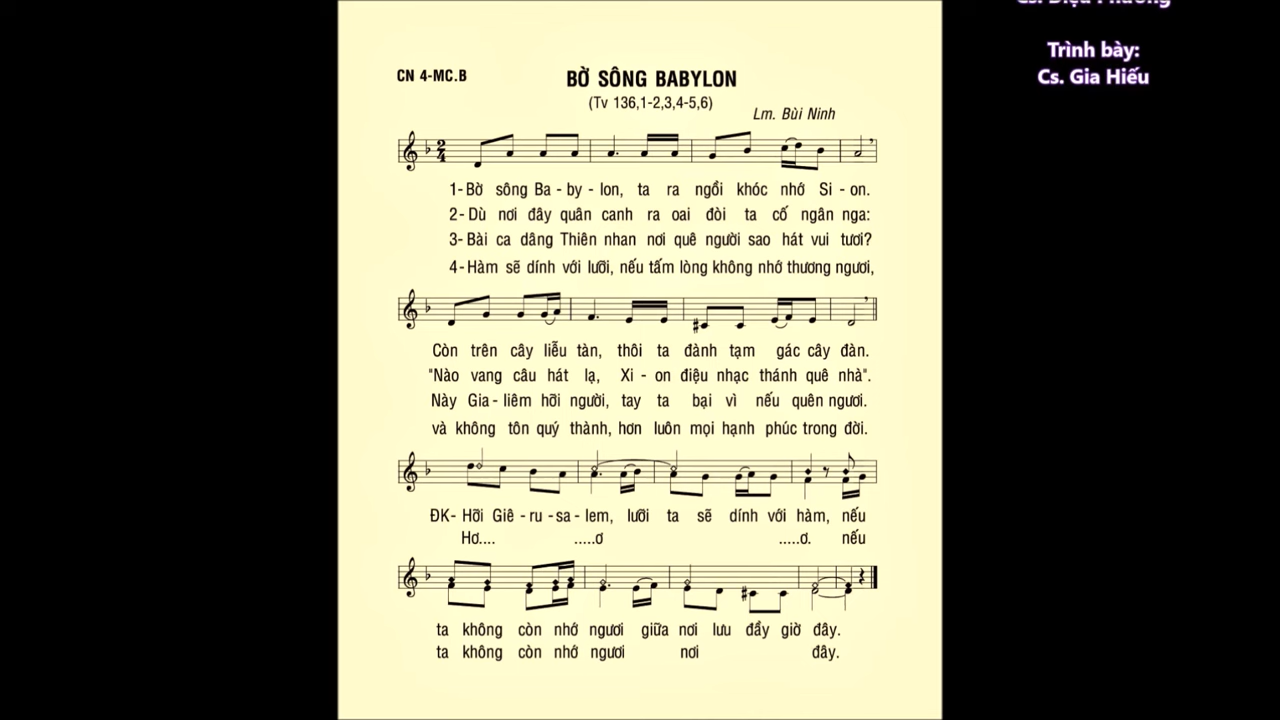 Cs. Diệu Phương
Trình bày:
Cs. Gia Hiếu
CN 4-MC.B
BỜ SÔNG BABYLON
(Tv 136,1-2,3,4-5,6)
Lm. Bùi Ninh
2
4
1-Bờ sông Ba - by - lon, ta ra ngồi khóc nhớ Si - on.
2-Dù nơi đây quân canh ra oai đòi ta cố ngân nga:
3-Bài ca dâng Thiên nhan nơi quê người sao hát vui tươi?
4-Hàm sẽ dính với lưỡi, nếu tấm lòng không nhớ thương ngươi,
Còn trên cây liễu tàn, thôi ta đành tạm gác cây đàn.
"Nào vang câu hát lạ, Xi - on điệu nhạc thánh quê nhà".
Này Gia-liêm hỡi người, tay ta bại vì nếu quên ngươi.
và không tôn quý thành, hơn luôn mọi hạnh phúc trong đời.
ĐK- Hỡi Giê - ru - sa - lem, lưỡi ta sẽ dính với hàm, nếu
Hơ.... .....ơ .....ơ. nếu
ta không còn nhớ ngươi giữa nơi lưu đầy giờ đây.
ta không còn nhớ ngươi nơi đây.